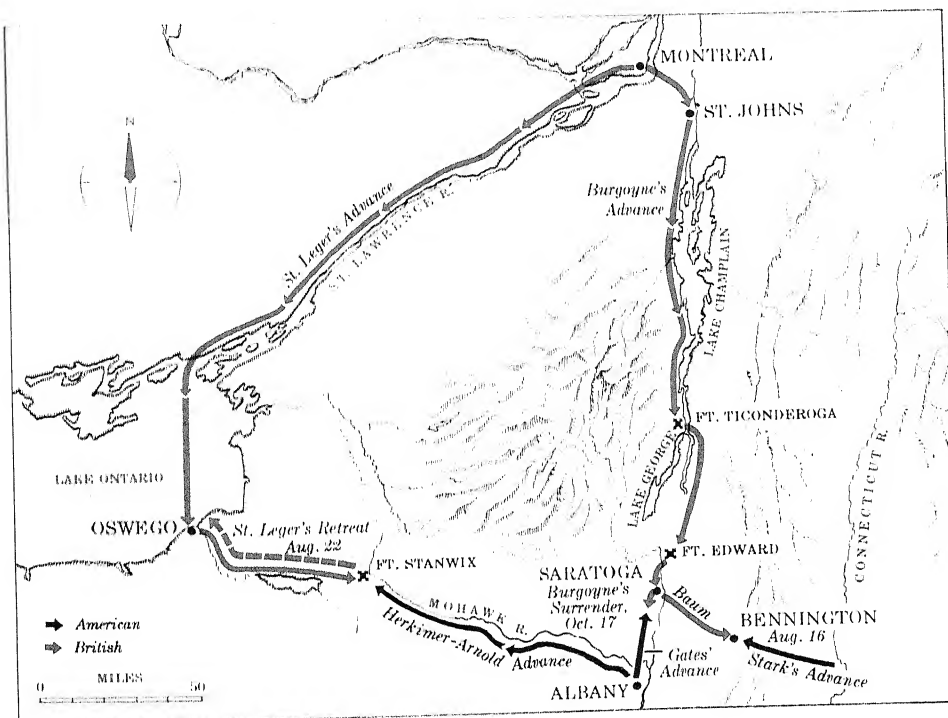 MONTREAL
ST. JOHNS
N
Burgoyne's
Advance
St. Leger's Advance
ST. LAWRENCE R.
LAKE CHAMPLAIN
FT. TICONDEROGA
LAKE GEORGE
CONNECTICUT R.
LAKE ONTARIO
OSWEGO
St. Leger's Retreat
Aug. 22
FT. STANWIX
FT. EDWARD
SARATOGA
Burgoyne's
Surrender,
Oct. 17
Baum
BENNINGTON
Aug. 16
MOHAWK R.
Herkimer-Arnold Advance
Stark's Advance
Gates'
Advance
ALBANY
American
British
MILES
0 50